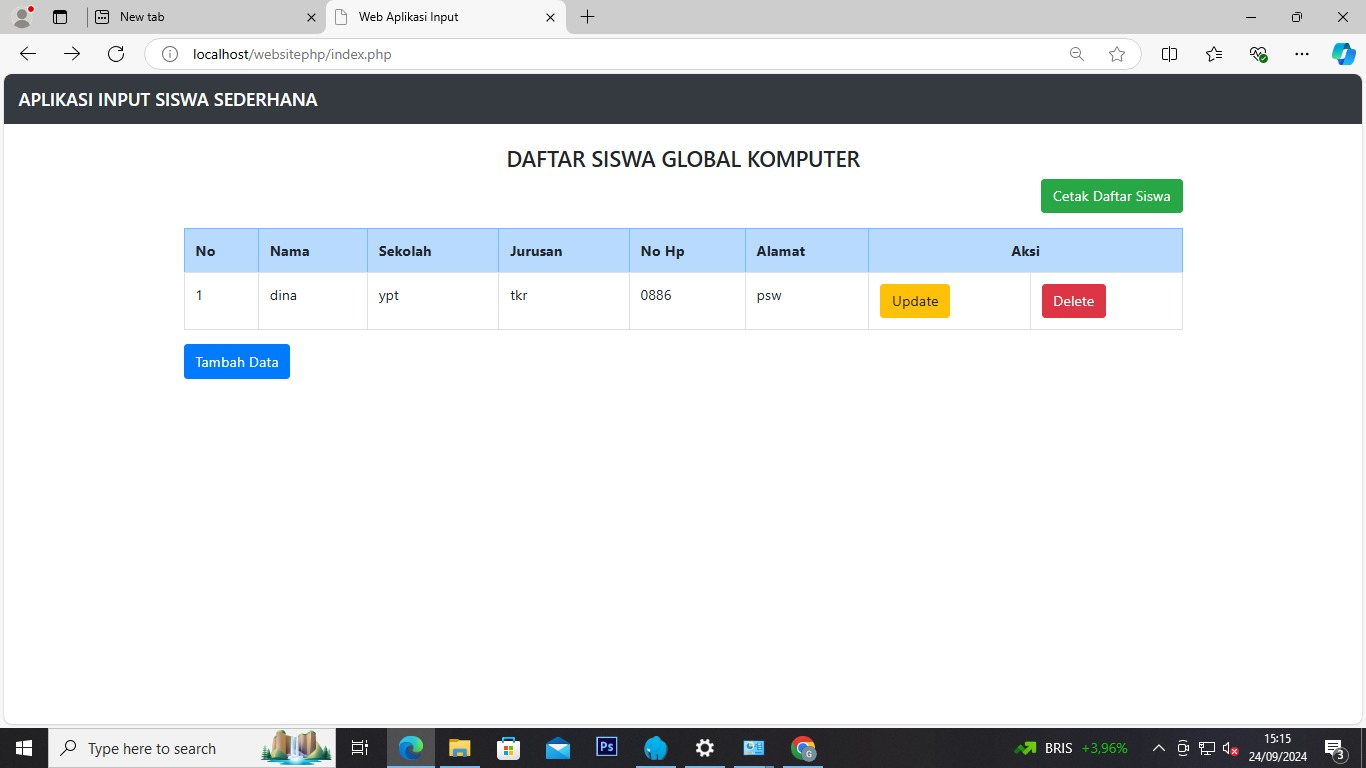 New tab
Web Aplikasi Input
localhost/websitephp/index.php
APLIKASI INPUT SISWA SEDERHANA
DAFTAR SISWA GLOBAL KOMPUTER
Cetak Daftar Siswa
No Nama Sekolah Jurusan No Hp Alamat Aksi
1 dina ypt tkr 0886 psw Update Delete
Tambah Data
Type here to search
Ps
G
BRIS +3,96%
15:15
24/09/2024
3